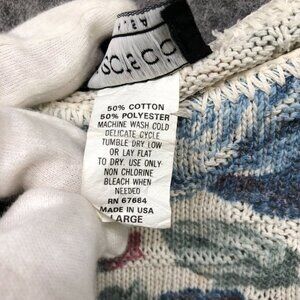 50% COTTON
50% POLYESTER
MACHINE WASH COLD
DELICATE CYCLE
TUMBLE DRY LOW
OR LAY FLAT
TO DRY. USE ONLY
NON CHLORINE
BLEACH WHEN
NEEDED
RN 67664
MADE IN USA
LARGE